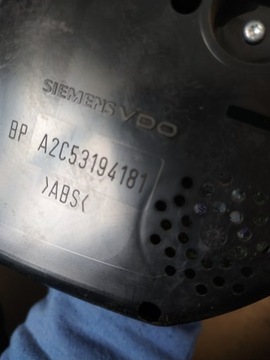 SIEMENS VDO
BP A2C53194181
>ABS<